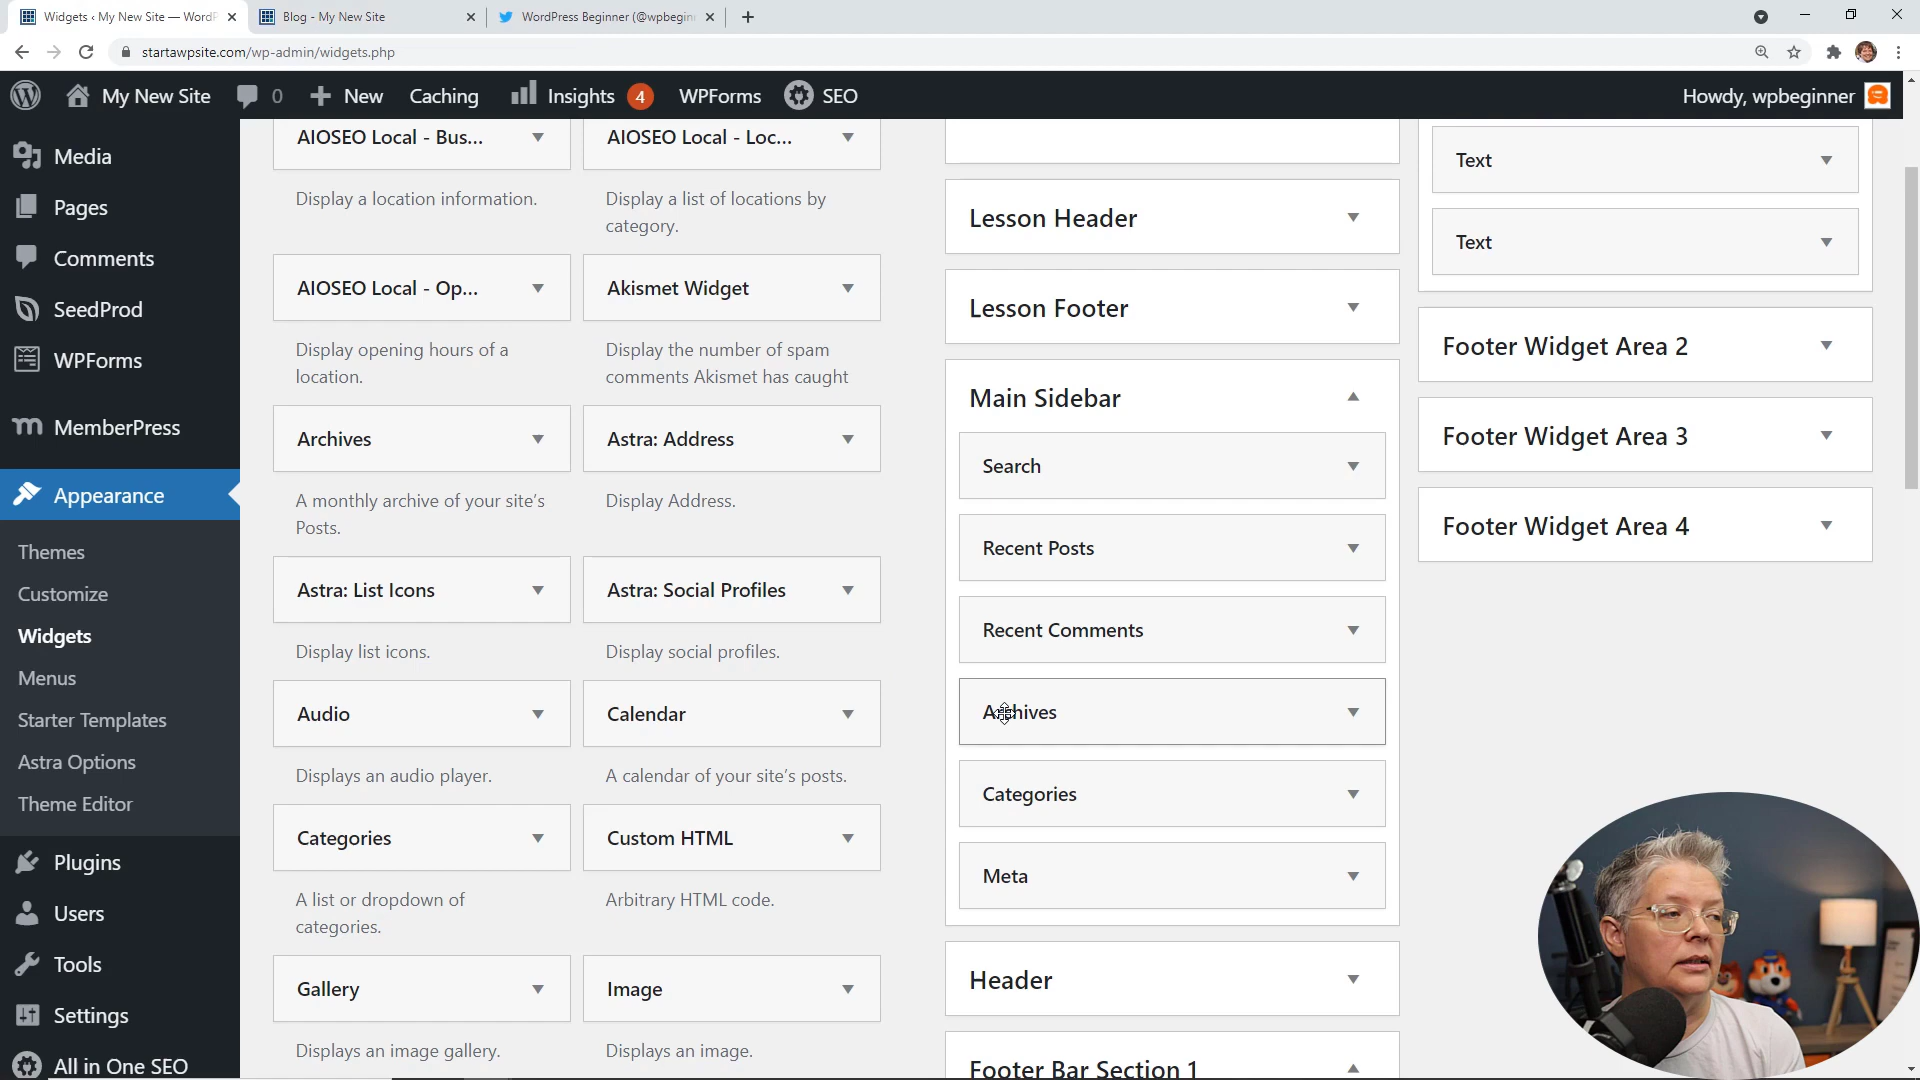 Widgets ‹ My New Site — WordP
Blog - My New Site
WordPress Beginner (@wpbegin
startawpsite.com/wp-admin/widgets.php
My New Site
0
New
Caching
Insights
4
WPForms
SEO
Howdy, wpbeginner
Media
Pages
Comments
SeedProd
WPForms
MemberPress
Appearance
Themes
Customize
Widgets
Menus
Starter Templates
Astra Options
Theme Editor
Plugins
Users
Tools
Settings
All in One SEO
AIOSEO Local - Bus...
Display a location information.
AIOSEO Local - Loc...
Display a list of locations by
category.
AIOSEO Local - Op...
Display opening hours of a
location.
Akismet Widget
Display the number of spam
comments Akismet has caught
Archives
A monthly archive of your site's
Posts.
Astra: Address
Display Address.
Astra: List Icons
Display list icons.
Astra: Social Profiles
Display social profiles.
Audio
Displays an audio player.
Calendar
A calendar of your site's posts.
Categories
A list or dropdown of
categories.
Custom HTML
Arbitrary HTML code.
Gallery
Displays an image gallery.
Image
Displays an image.
Lesson Header
Lesson Footer
Main Sidebar
Search
Recent Posts
Recent Comments
Archives
Categories
Meta
Header
Footer Bar Section 1
Text
Text
Footer Widget Area 2
Footer Widget Area 3
Footer Widget Area 4